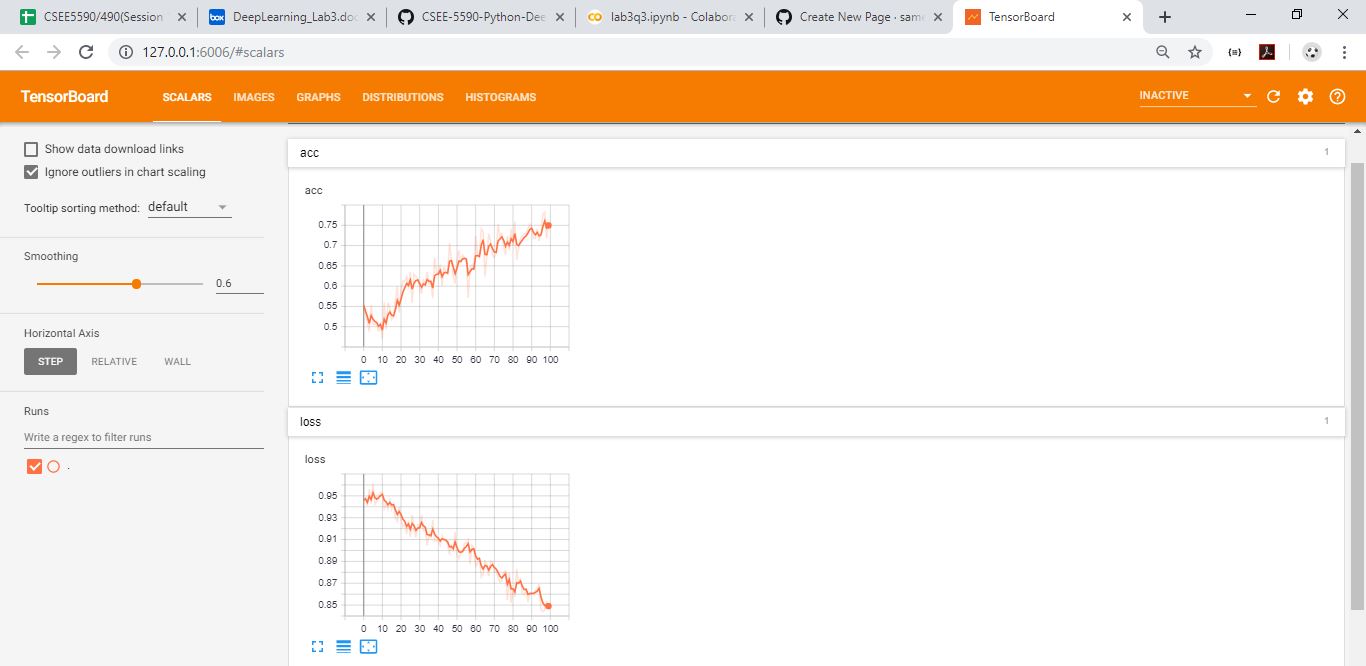 CSEE5590/490(Session
DeepLearning_Lab3.doc
CSEE-5590-Python-Dee
lab3q3.ipynb - Colabora
Create New Page · same
TensorBoard
127.0.0.1:6006/#scalars
TensorBoard
SCALARS
IMAGES
GRAPHS
DISTRIBUTIONS
HISTOGRAMS
INACTIVE
Show data download links
Ignore outliers in chart scaling
Tooltip sorting method: default
Smoothing
0.6
Horizontal Axis
STEP
RELATIVE
WALL
Runs
Write a regex to filter runs
.
acc
1
acc
0.75
0.7
0.65
0.6
0.55
0.5
0 10 20 30 40 50 60 70 80 90 100
loss
1
loss
0.95
0.93
0.91
0.89
0.87
0.85
0 10 20 30 40 50 60 70 80 90 100